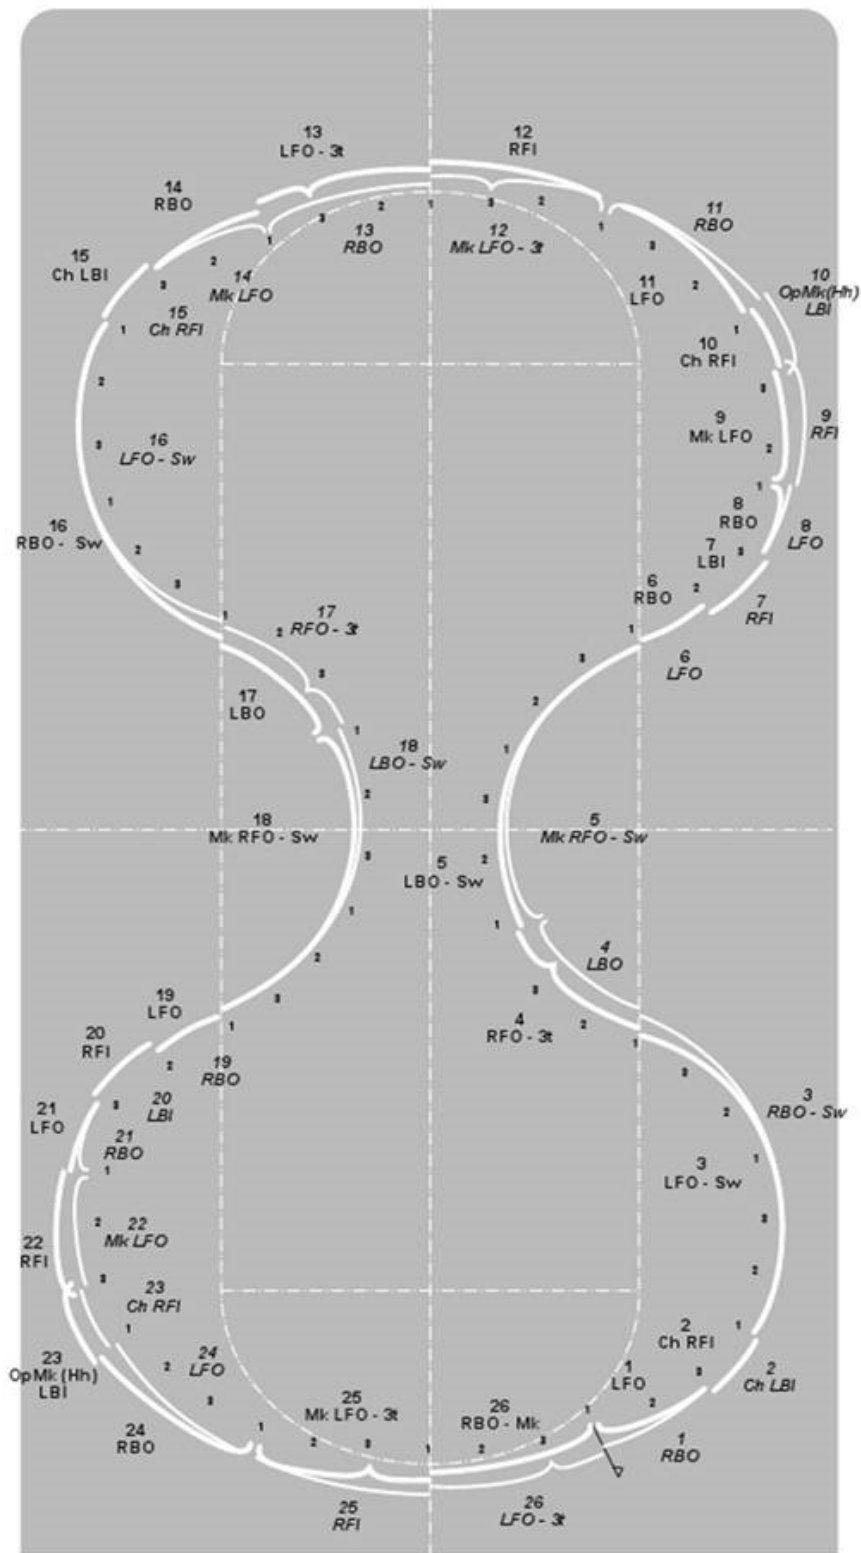 13
LFO - 3t
12
RFI
14
RBO
11
RBO
13
RBO
12
Mk LFO - 3t
15
Ch LBI
14
Mk LFO
11
LFO
10
OpMk(Hh)
LBI
15
Ch RFI
10
Ch RFI
9
Mk LFO
9
RFI
16
LFO - Sw
16
RBO - Sw
8
RBO
8
LFO
7
LBI
7
RFI
6
RBO
6
LFO
17
RFO - 3t
17
LBO
18
LBO - Sw
18
Mk RFO - Sw
5
Mk RFO - Sw
5
LBO - Sw
4
LBO
4
RFO - 3t
19
LFO
19
RBO
20
RFI
20
LBI
3
RBO - Sw
21
LFO
21
RBO
3
LFO - Sw
22
Mk LFO
22
RFI
23
Ch RFI
23
OpMk (Hh)
LBI
24
LFO
24
RBO
2
Ch RFI
2
Ch LBI
1
LFO
1
RBO
25
Mk LFO - 3t
26
RBO - Mk
25
RFI
26
LFO - 3t